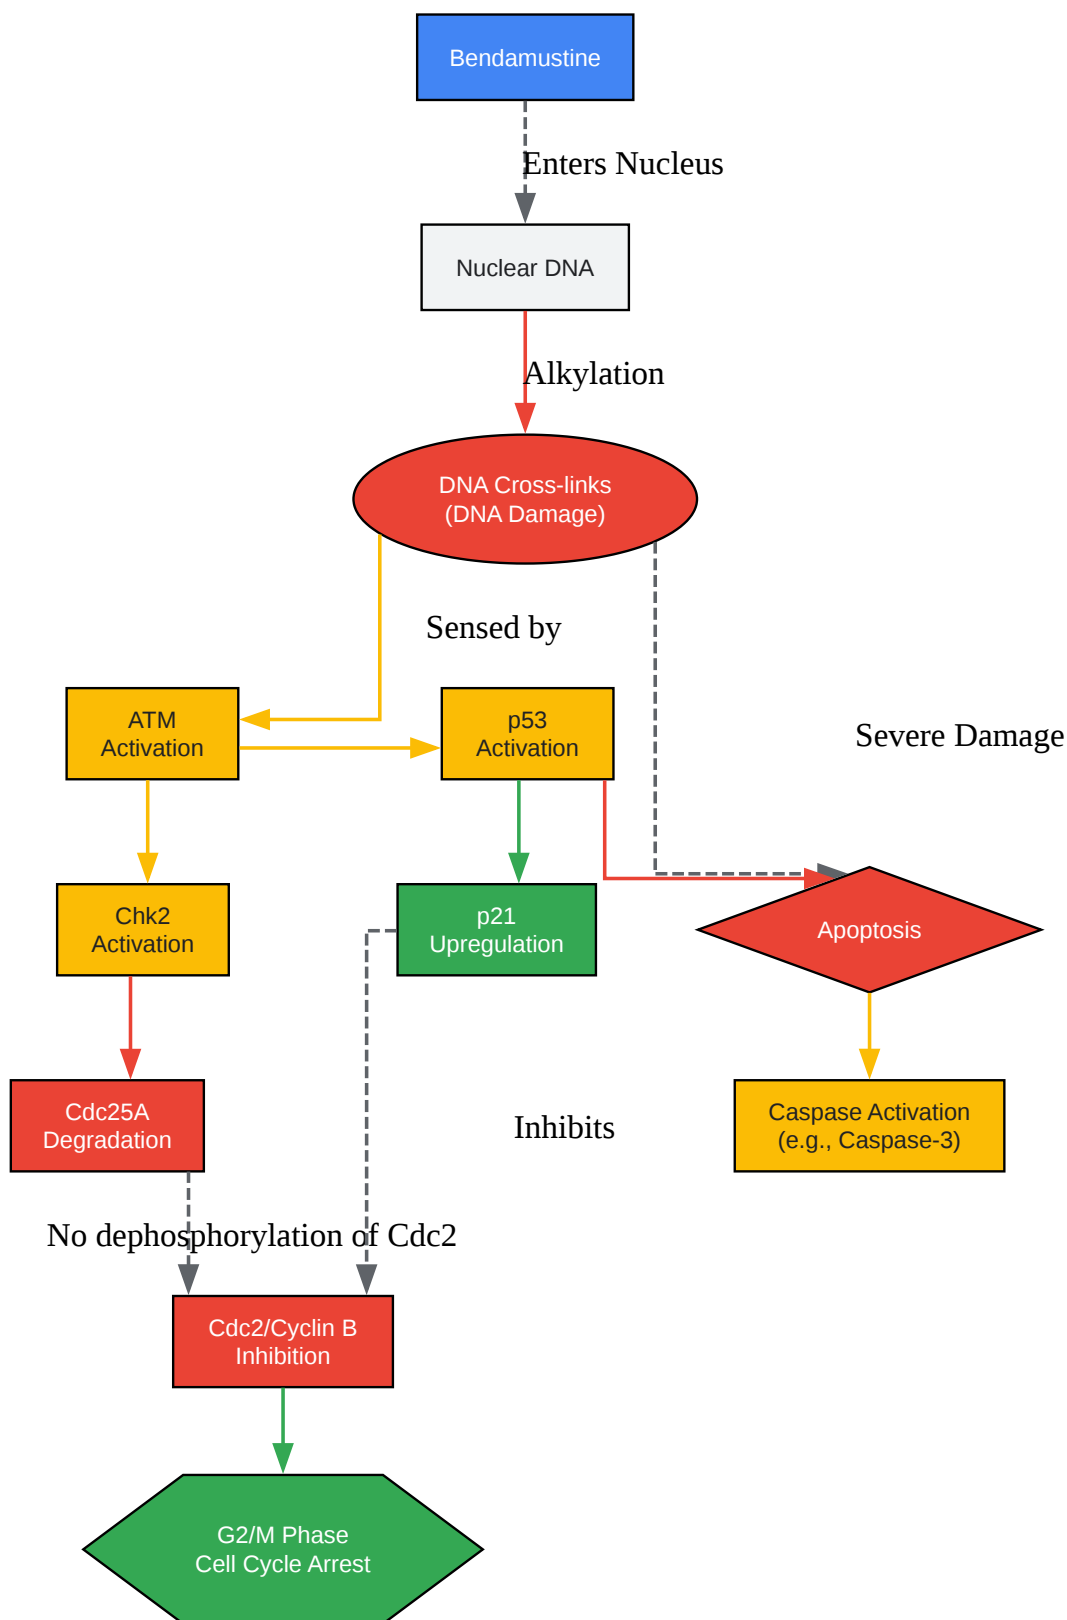 Bendamustine
Enters Nucleus
Nuclear DNA
Alkylation
DNA Cross-links
(DNA Damage)
Sensed by
ATM
Activation
p53
Activation
Severe Damage
Chk2
Activation
p21
Upregulation
Apoptosis
Cdc25A
Degradation
Inhibits
Caspase Activation
(e.g., Caspase-3)
No dephosphorylation of Cdc2
Cdc2/Cyclin B
Inhibition
G2/M Phase
Cell Cycle Arrest